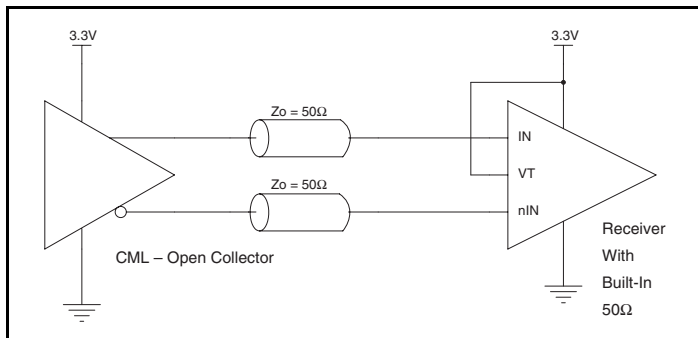 3.3V
3.3V
Zo = 50Ω
IN
VT
Zo = 50Ω
nIN
CML – Open Collector
Receiver
With
Built-In
50Ω